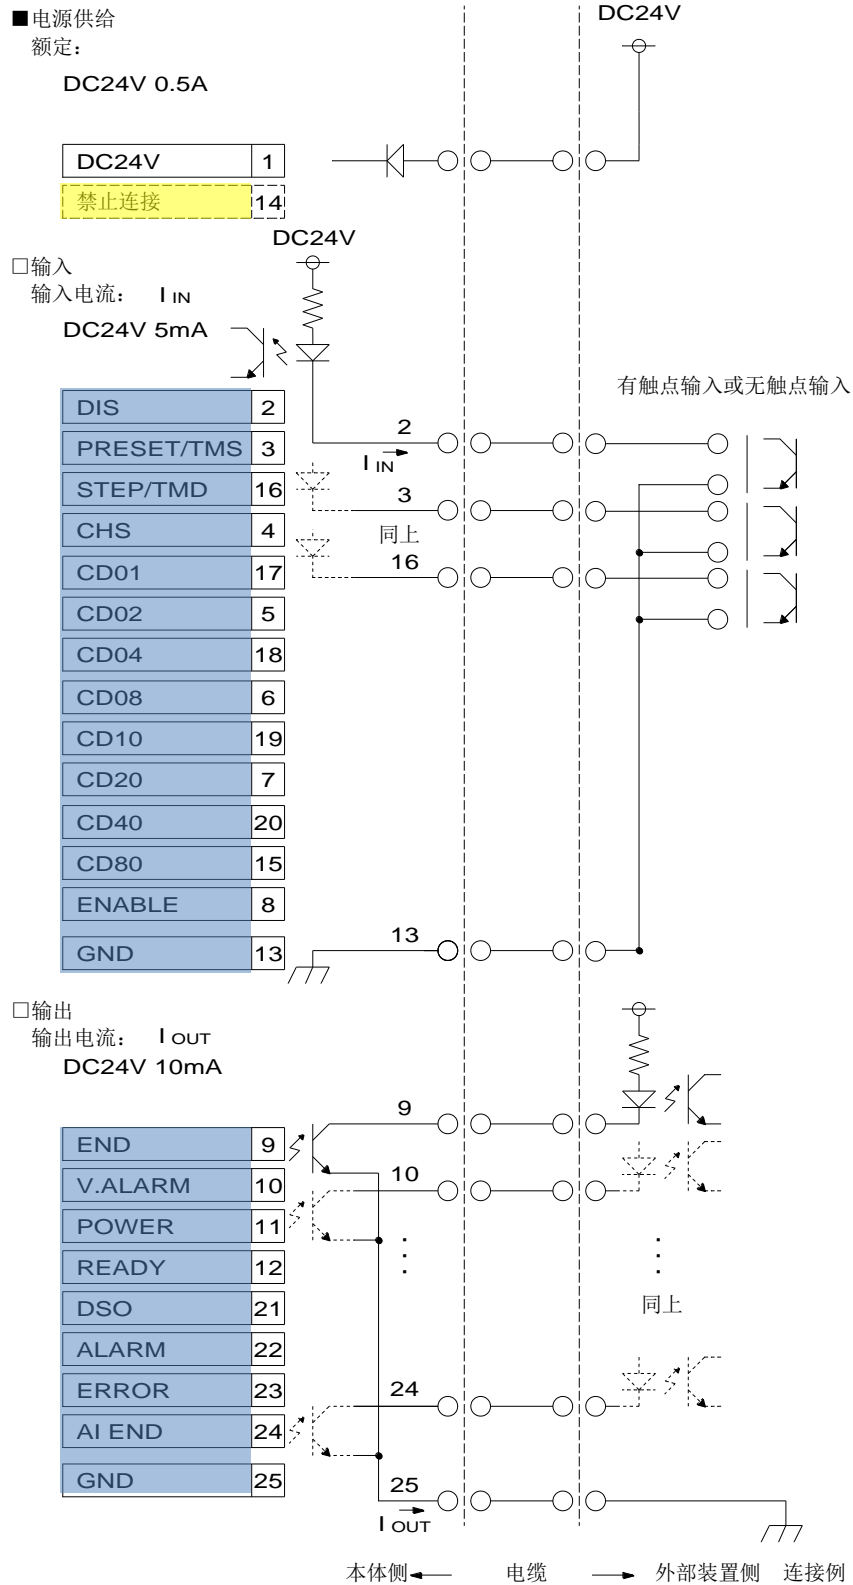 ■电源供给
额定：
DC24V 0.5A
DC24V
DC24V 1
禁止连接 14
DC24V
□输入
输入电流： I IN
DC24V 5mA
有触点输入或无触点输入
DIS 2
PRESET/TMS 3
STEP/TMD 16
CHS 4
CD01 17
CD02 5
CD04 18
CD08 6
CD10 19
CD20 7
CD40 20
CD80 15
ENABLE 8
GND 13
2
I IN
3
同上
16
13
□输出
输出电流： I OUT
DC24V 10mA
END 9
V.ALARM 10
POWER 11
READY 12
DSO 21
ALARM 22
ERROR 23
AI END 24
GND 25
9
10
同上
24
25
I OUT
本体侧 电缆 外部装置侧 连接例